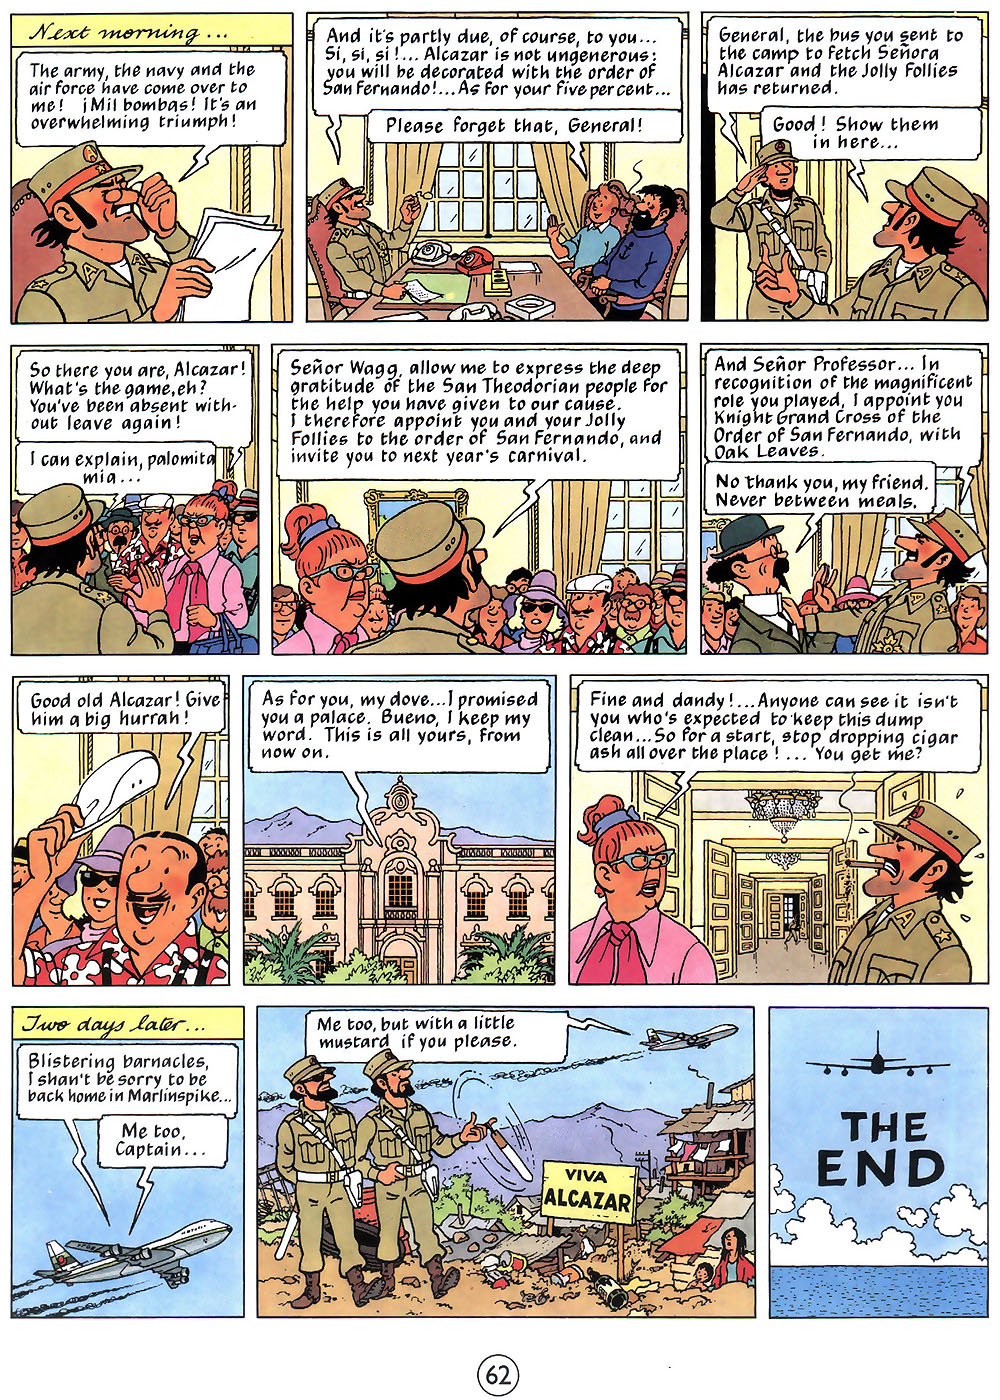 Next morning...
The army, the navy and the
air force have come over to
me! ¡Mil bombas! It's an
overwhelming triumph!
And it's partly due, of course, to you...
Si, si, si!... Alcazar is not ungenerous:
you will be decorated with the order of
San Fernando!... As for your five per cent...
Please forget that, General!
General, the bus you sent to
the camp to fetch Señora
Alcazar and the Jolly Follies
has returned.
Good! Show them
in here...
So there you are, Alcazar!
What's the game, eh?
You've been absent with-
out leave again!
I can explain, palomita
mia...
Señor Wagg, allow me to express the deep
gratitude of the San Theodorian people for
the help you have given to our cause.
I therefore appoint you and your Jolly
Follies to the order of San Fernando, and
invite you to next year's carnival.
And Señor Professor... In
recognition of the magnificent
role you played, I appoint you
Knight Grand Cross of the
Order of San Fernando, with
Oak Leaves.
No thank you, my friend.
Never between meals.
Good old Alcazar! Give
him a big hurrah!
As for you, my dove...I promised
you a palace. Bueno, I keep my
word. This is all yours, from
now on.
Fine and dandy!...Anyone can see it isn't
you who's expected to keep this dump
clean...So for a start, stop dropping cigar
ash all over the place!... You get me?
Two days later...
Blistering barnacles,
I shan't be sorry to be
back home in Marlinspike...
Me too,
Captain...
Me too, but with a little
mustard if you please.
VIVA
ALCAZAR
THE
END
62